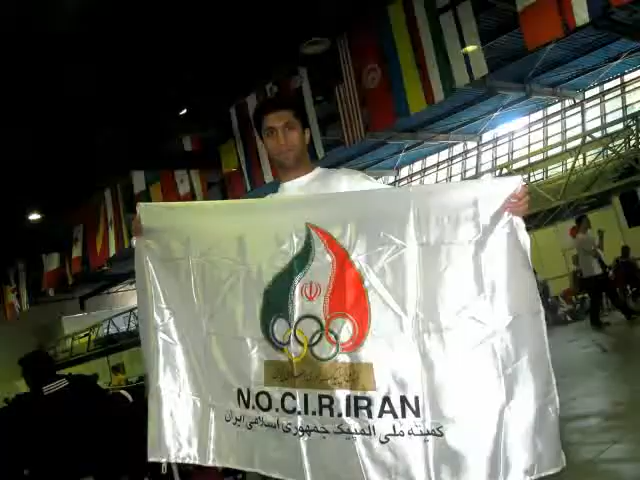 N.O.C.I.R.IRAN
کمیته ملی المپیک جمهوری اسلامی ایران